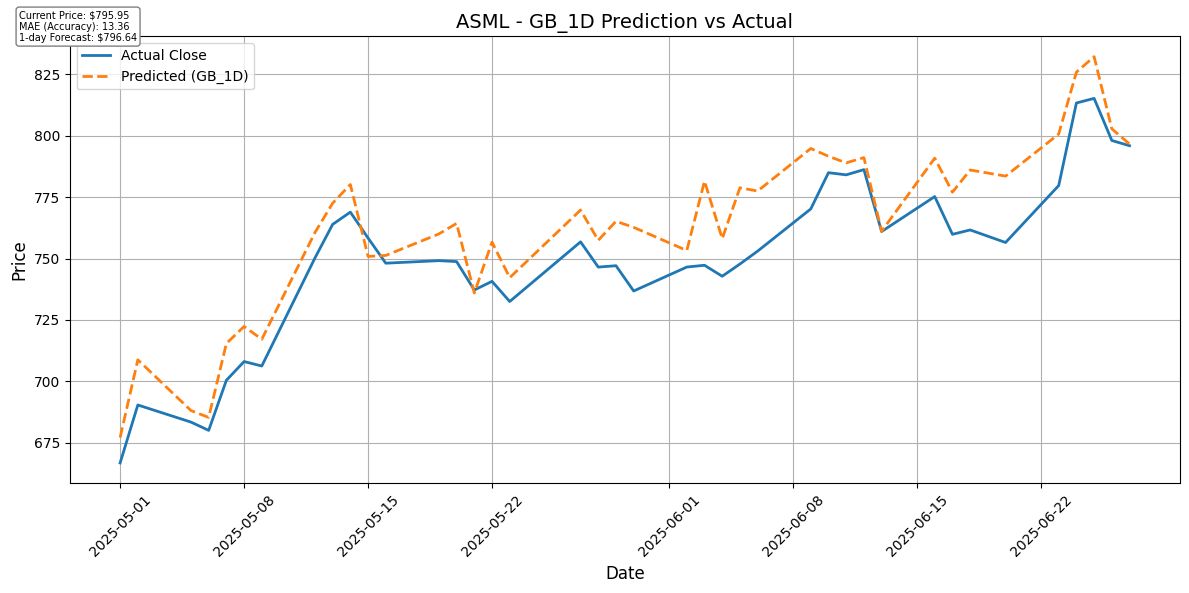 ASML - GB_1D Prediction vs Actual
Current Price: $795.95
MAE (Accuracy): 13.36
1-day Forecast: $796.64
Actual Close
Predicted (GB_1D)
Price
825
800
775
750
725
700
675
2025-05-01
2025-05-08
2025-05-15
2025-05-22
2025-06-01
2025-06-08
2025-06-15
2025-06-22
Date